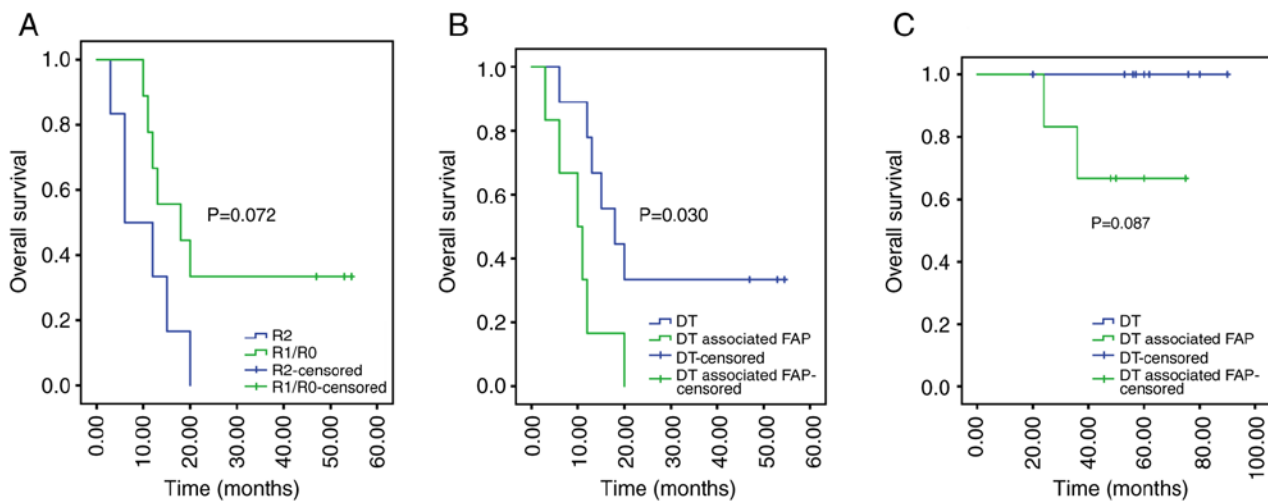 A
Overall survival
1.0
0.8
0.6
0.4
0.2
0.0
P=0.072
R2
R1/R0
R2-censored
R1/R0-censored
0.00
10.00
20.00
30.00
40.00
50.00
60.00
Time (months)
B
Overall survival
1.0
0.8
0.6
0.4
0.2
0.0
P=0.030
DT
DT associated FAP
DT-censored
DT associated FAP-
censored
0.00
10.00
20.00
30.00
40.00
50.00
60.00
Time (months)
C
Overall survival
1.0
0.8
0.6
0.4
0.2
0.0
P=0.087
DT
DT associated FAP
DT-censored
DT associated FAP-
censored
0.00
20.00
40.00
60.00
80.00
100.00
Time (months)